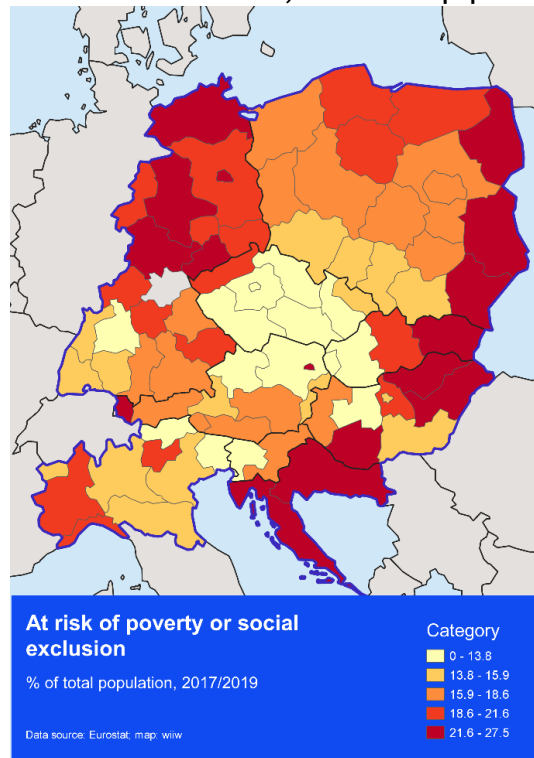 At risk of poverty or social
exclusion
% of total population, 2017/2019
Data source: Eurostat; map: wiiw
Category
0 - 13.8
13.8 - 15.9
15.9 - 18.6
18.6 - 21.6
21.6 - 27.5